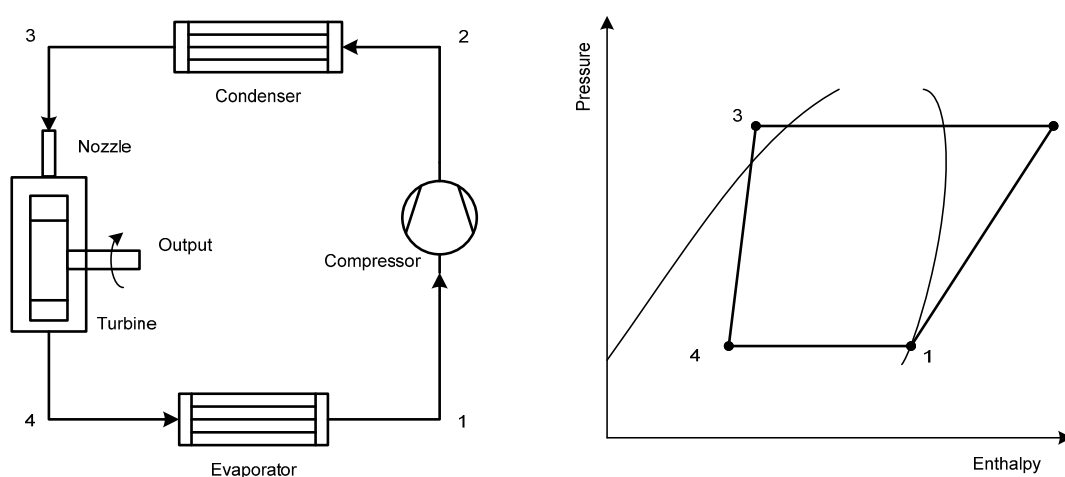 3
2
Condenser
Nozzle
Output
Compressor
Turbine
4
1
Evaporator
Pressure
3
4
1
Enthalpy